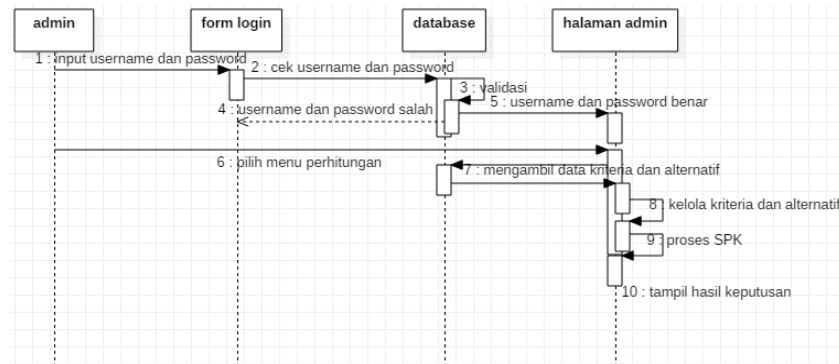 admin
form login
database
halaman admin
1 : input username dan password
2 : cek username dan password
3 : validasi
4 : username dan password salah
5 : username dan password benar
6 : pilih menu perhitungan
7 : mengambil data kriteria dan alternatif
8 : kelola kriteria dan alternatif
9 : proses SPK
10 : tampil hasil keputusan